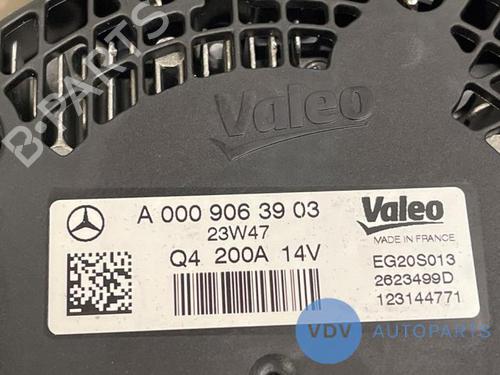 B-PARTS
Valeo
A 000 906 39 03
23W47
Q4 200A 14V
Valeo
MADE IN FRANCE
EG20S013
2623499D
123144771
VDV AUTOPARTS